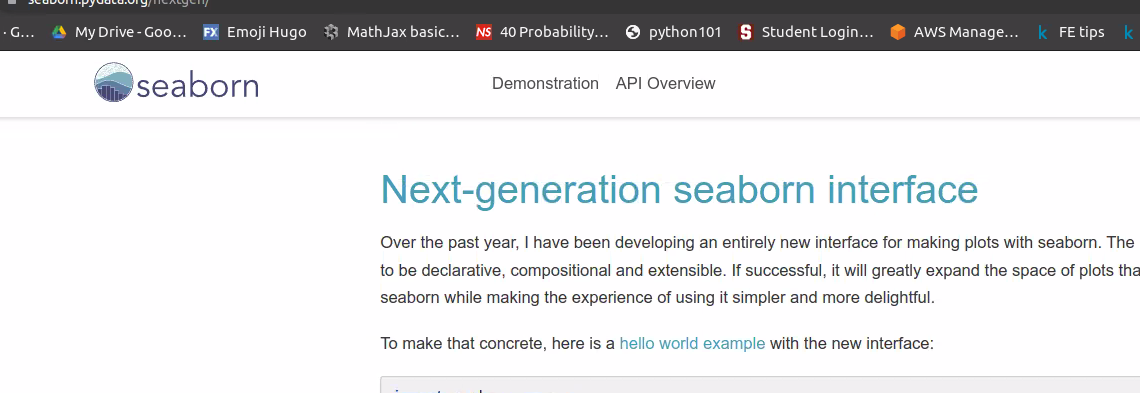 seaborn.pydata.org/nextgen/
· G… My Drive - Goo… FX Emoji Hugo MathJax basic… NS 40 Probability… python101 S Student Login… AWS Manage… k FE tips k
seaborn Demonstration API Overview
Next-generation seaborn interface
Over the past year, I have been developing an entirely new interface for making plots with seaborn. The
to be declarative, compositional and extensible. If successful, it will greatly expand the space of plots tha
seaborn while making the experience of using it simpler and more delightful.
To make that concrete, here is a hello world example with the new interface: